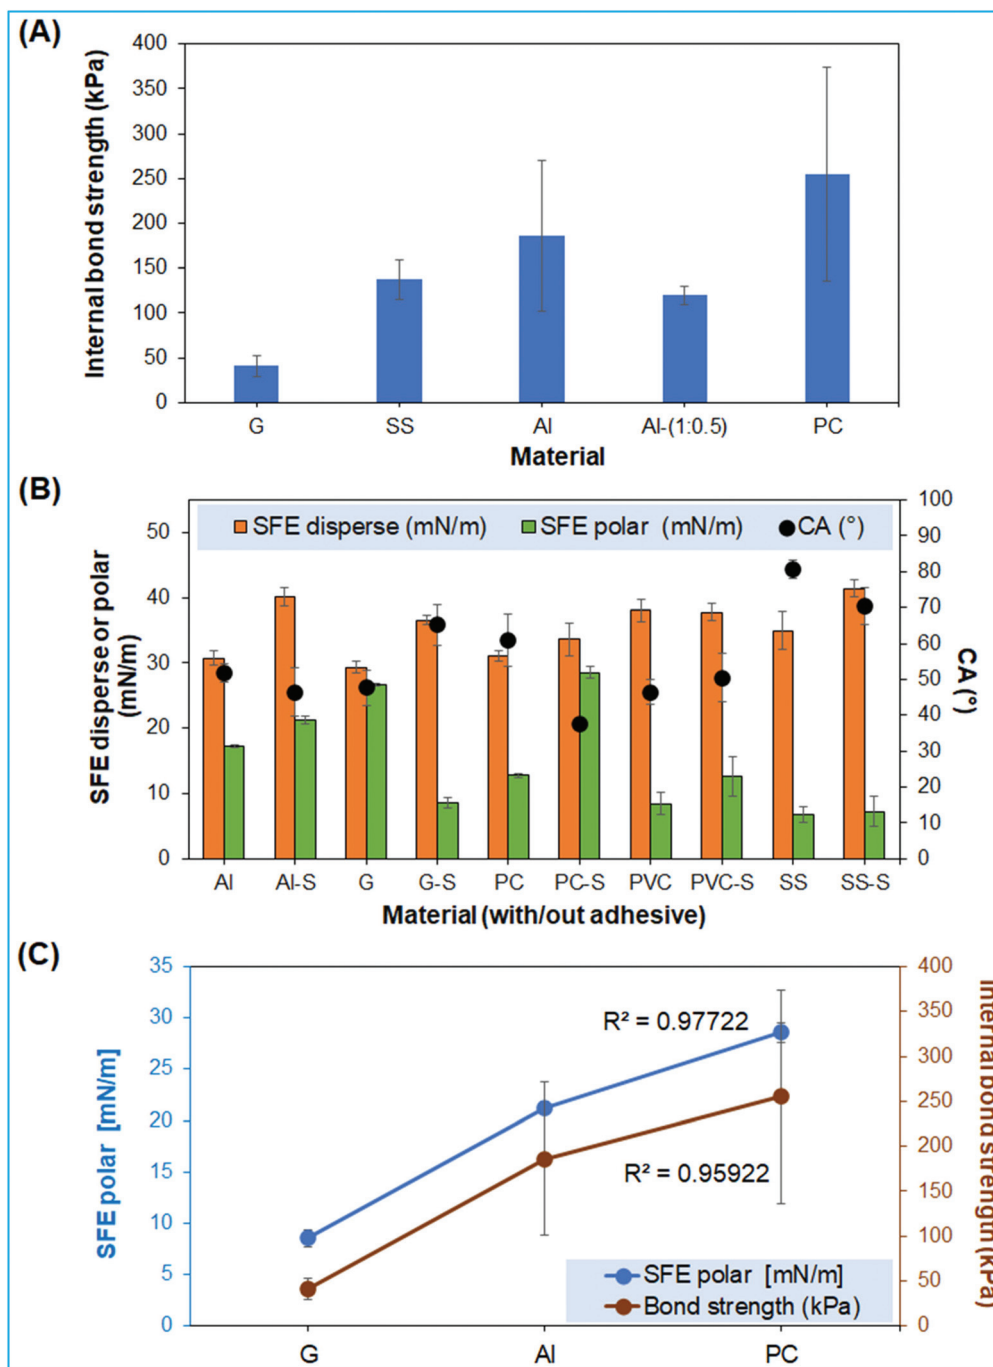 (A)
Internal bond strength (kPa)
400
350
300
250
200
150
100
50
0
G SS Al Al-(1:0.5) PC
Material
(B)
SFE disperse (mN/m) SFE polar (mN/m) CA (°)
SFE disperse or polar
(mN/m)
50
40
30
20
10
0
100
90
80
70
60
50
40
30
20
10
0
CA (°)
Al Al-S G G-S PC PC-S PVC PVC-S SS SS-S
Material (with/out adhesive)
(C)
SFE polar [mN/m]
35
30
25
20
15
10
5
0
R² = 0.97722
R² = 0.95922
SFE polar [mN/m]
Bond strength (kPa)
400
350
300
250
200
150
100
50
0
Internal bond strength (kPa)
G Al PC